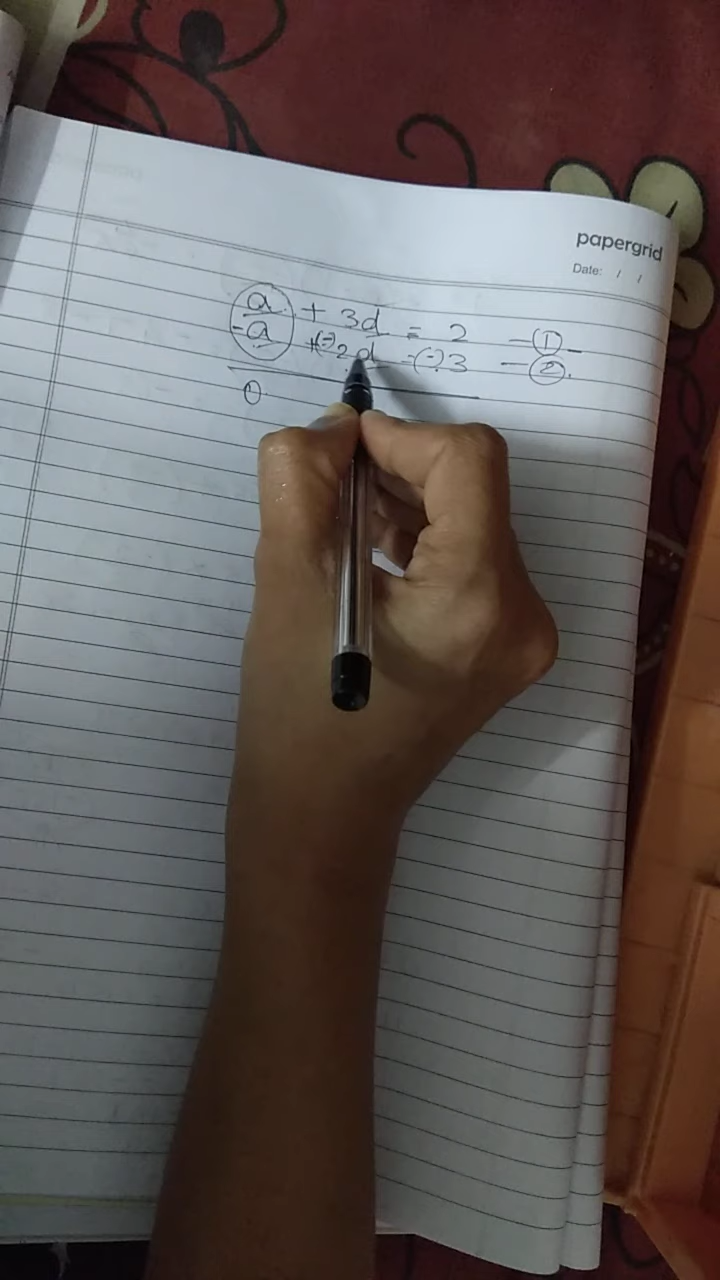 papergrid
Date: / /
a + 3d = 2 -①-
-a +(-)2d -(-)3 -②.
0